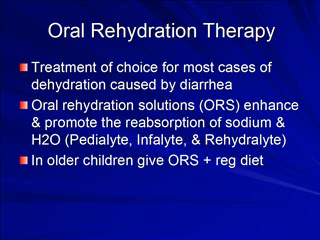 Oral Rehydration Therapy
Treatment of choice for most cases of
dehydration caused by diarrhea
Oral rehydration solutions (ORS) enhance
& promote the reabsorption of sodium &
H2O (Pedialyte, Infalyte, & Rehydralyte)
In older children give ORS + reg diet